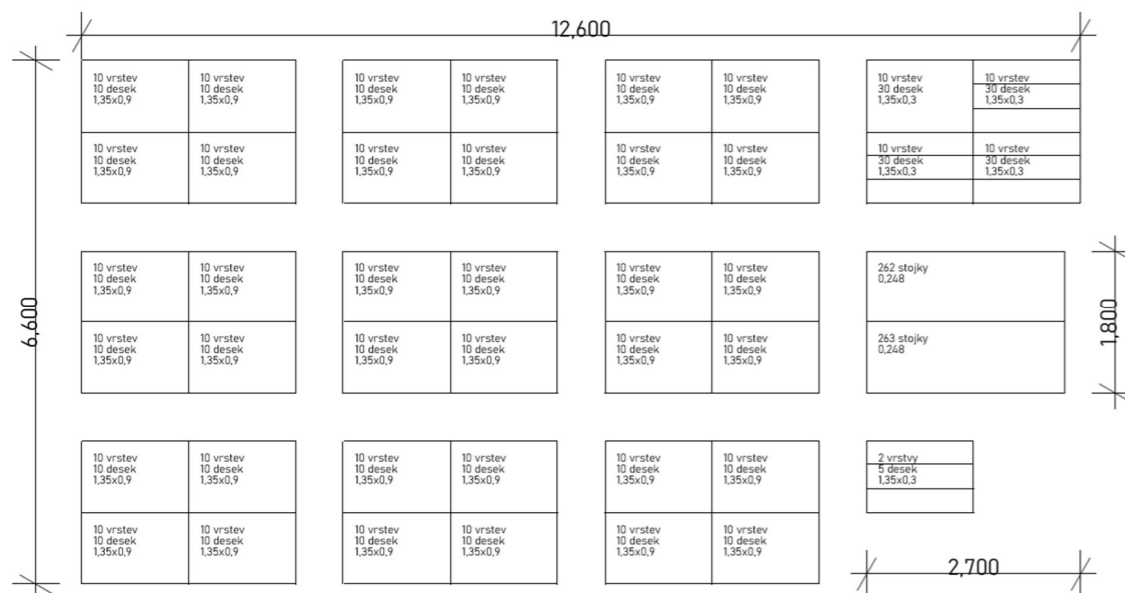 12,600
10 vrstev
10 desek
1,35x0,9
10 vrstev
10 desek
1,35x0,9
10 vrstev
10 desek
1,35x0,9
10 vrstev
10 desek
1,35x0,9
10 vrstev
10 desek
1,35x0,9
10 vrstev
10 desek
1,35x0,9
10 vrstev
30 desek
1,35x0,3
10 vrstev
30 desek
1,35x0,3
10 vrstev
10 desek
1,35x0,9
10 vrstev
10 desek
1,35x0,9
10 vrstev
10 desek
1,35x0,9
10 vrstev
10 desek
1,35x0,9
10 vrstev
10 desek
1,35x0,9
10 vrstev
10 desek
1,35x0,9
10 vrstev
30 desek
1,35x0,3
10 vrstev
30 desek
1,35x0,3
6,600
10 vrstev
10 desek
1,35x0,9
10 vrstev
10 desek
1,35x0,9
10 vrstev
10 desek
1,35x0,9
10 vrstev
10 desek
1,35x0,9
10 vrstev
10 desek
1,35x0,9
10 vrstev
10 desek
1,35x0,9
262 stojky
0,248
10 vrstev
10 desek
1,35x0,9
10 vrstev
10 desek
1,35x0,9
10 vrstev
10 desek
1,35x0,9
10 vrstev
10 desek
1,35x0,9
10 vrstev
10 desek
1,35x0,9
10 vrstev
10 desek
1,35x0,9
263 stojky
0,248
1,800
10 vrstev
10 desek
1,35x0,9
10 vrstev
10 desek
1,35x0,9
10 vrstev
10 desek
1,35x0,9
10 vrstev
10 desek
1,35x0,9
10 vrstev
10 desek
1,35x0,9
10 vrstev
10 desek
1,35x0,9
2 vrstvy
5 desek
1,35x0,3
10 vrstev
10 desek
1,35x0,9
10 vrstev
10 desek
1,35x0,9
10 vrstev
10 desek
1,35x0,9
10 vrstev
10 desek
1,35x0,9
10 vrstev
10 desek
1,35x0,9
10 vrstev
10 desek
1,35x0,9
2,700